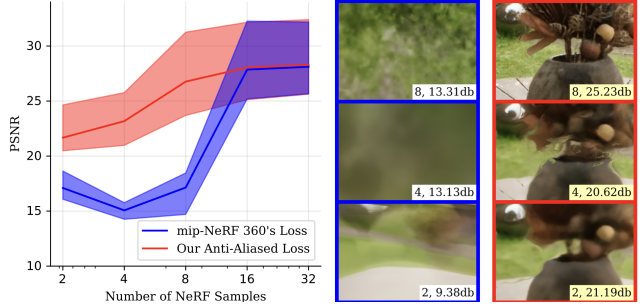 PSNR
30
25
20
15
10
2
4
8
16
32
Number of NeRF Samples
mip-NeRF 360's Loss
Our Anti-Aliased Loss
8, 13.31db
4, 13.13db
2, 9.38db
8, 25.23db
4, 20.62db
2, 21.19db